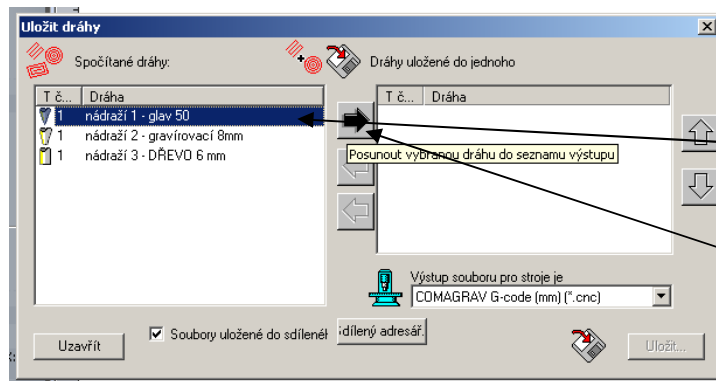 Uložit dráhy
Spočítané dráhy:
Dráhy uložené do jednoho
T č... Dráha
1 nádraží 1 - glav 50
1 nádraží 2 - gravírovací 8mm
1 nádraží 3 - DŘEVO 6 mm
T č... Dráha
Posunout vybranou dráhu do seznamu výstupu
Výstup souboru pro stroje je
COMAGRAV G-code (mm) (*.cnc)
Uzavřít
Soubory uložené do sdílené
dílený adresář.
Uložit...